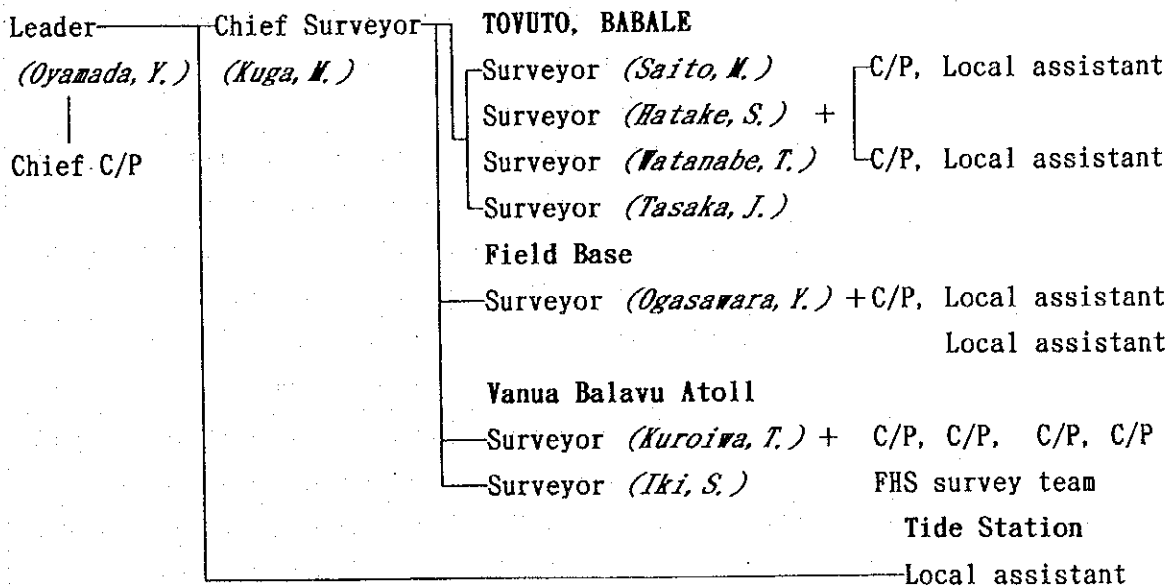 Leader Chief Surveyor TOVUTO, BABALE
(Oyamada, Y.) (Kuga, M.) Surveyor (Saito, M.) C/P, Local assistant
Surveyor (Hatake, S.) +
Chief C/P Surveyor (Watanabe, T.) C/P, Local assistant
Surveyor (Tasaka, J.)
Field Base
Surveyor (Ogasawara, Y.) + C/P, Local assistant
Local assistant
Vanua Balavu Atoll
Surveyor (Kuroiwa, T.) + C/P, C/P, C/P, C/P
Surveyor (Iki, S.) FHS survey team
Tide Station
Local assistant